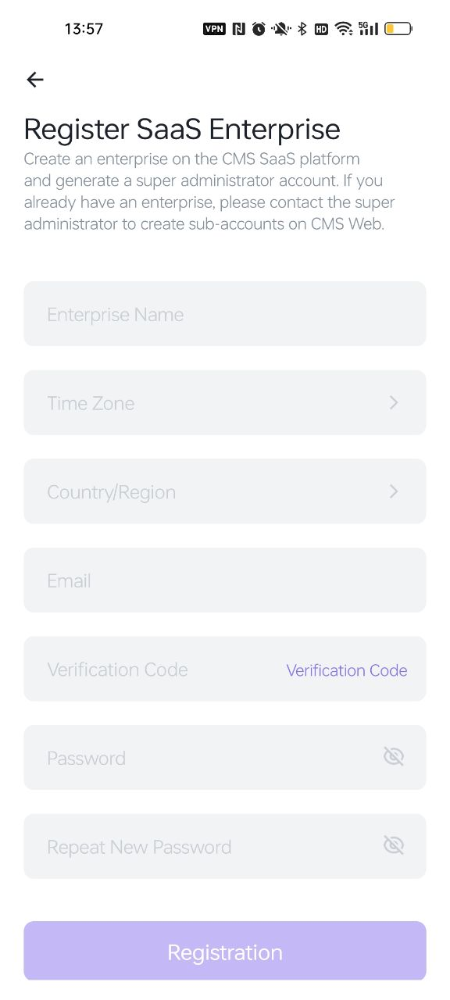 13:57
VPN
HD
5G
Register SaaS Enterprise
Create an enterprise on the CMS SaaS platform
and generate a super administrator account. If you
already have an enterprise, please contact the super
administrator to create sub-accounts on CMS Web.
Enterprise Name
Time Zone
Country/Region
Email
Verification Code
Verification Code
Password
Repeat New Password
Registration